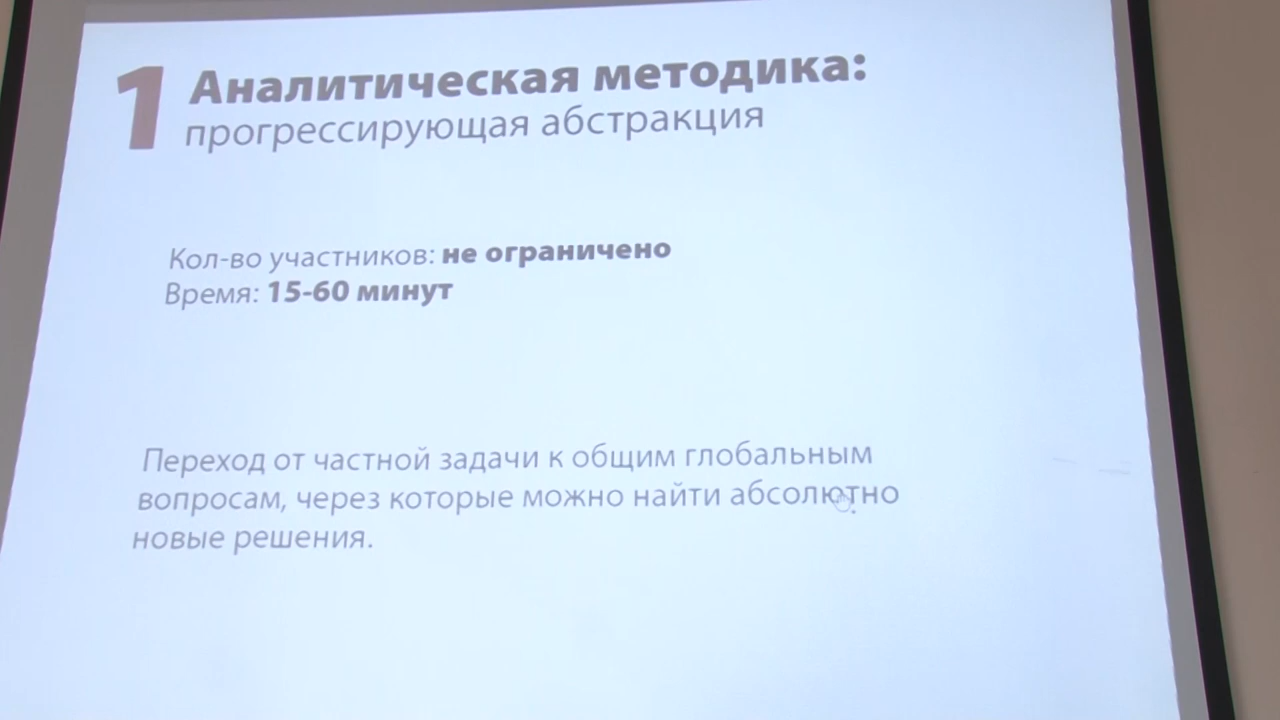 1 Аналитическая методика:
прогрессирующая абстракция
Кол-во участников: не ограничено
Время: 15-60 минут
Переход от частной задачи к общим глобальным
вопросам, через которые можно найти абсолютно
новые решения.